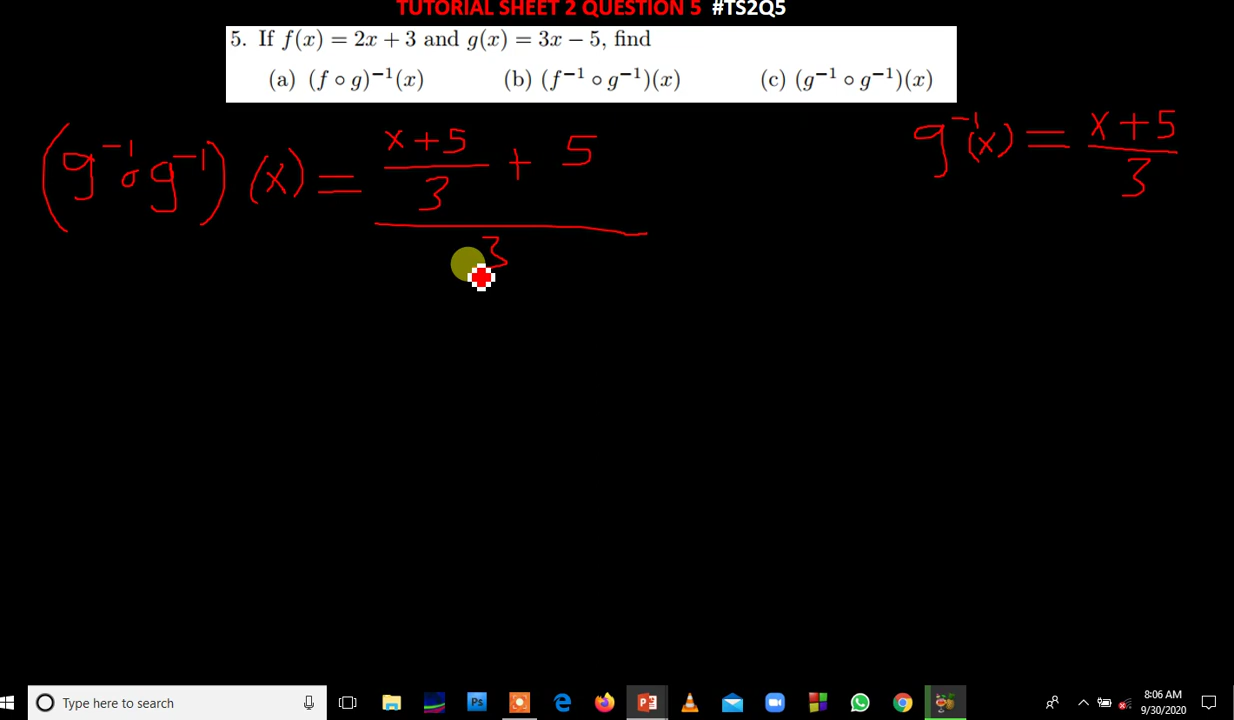 TUTORIAL SHEET 2 QUESTION 5 #TS2Q5
5. If f(x) = 2x + 3 and g(x) = 3x − 5, find
(a) (f ∘ g)⁻¹(x) (b) (f⁻¹ ∘ g⁻¹)(x) (c) (g⁻¹ ∘ g⁻¹)(x)
(g⁻¹ ∘ g⁻¹)(x) = ((x + 5)/3 + 5)/3
g⁻¹(x) = (x + 5)/3
Type here to search
8:06 AM
9/30/2020